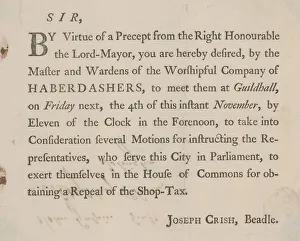 SIR,
BY Virtue of a Precept from the Right Honourable
the Lord-Mayor, you are hereby desired, by the
Maſter and Wardens of the Worſhipful Company of
HABERDASHERS, to meet them at Guildhall,
on Friday next, the 4th of this inſtant November, by
Eleven of the Clock in the Forenoon, to take into
Conſideration ſeveral Motions for inſtructing the Re-
preſentatives, who ſerve this City in Parliament, to
exert themſelves in the Houſe of Commons for ob-
taining a Repeal of the Shop-Tax.
JOSEPH CRISH, Beadle.